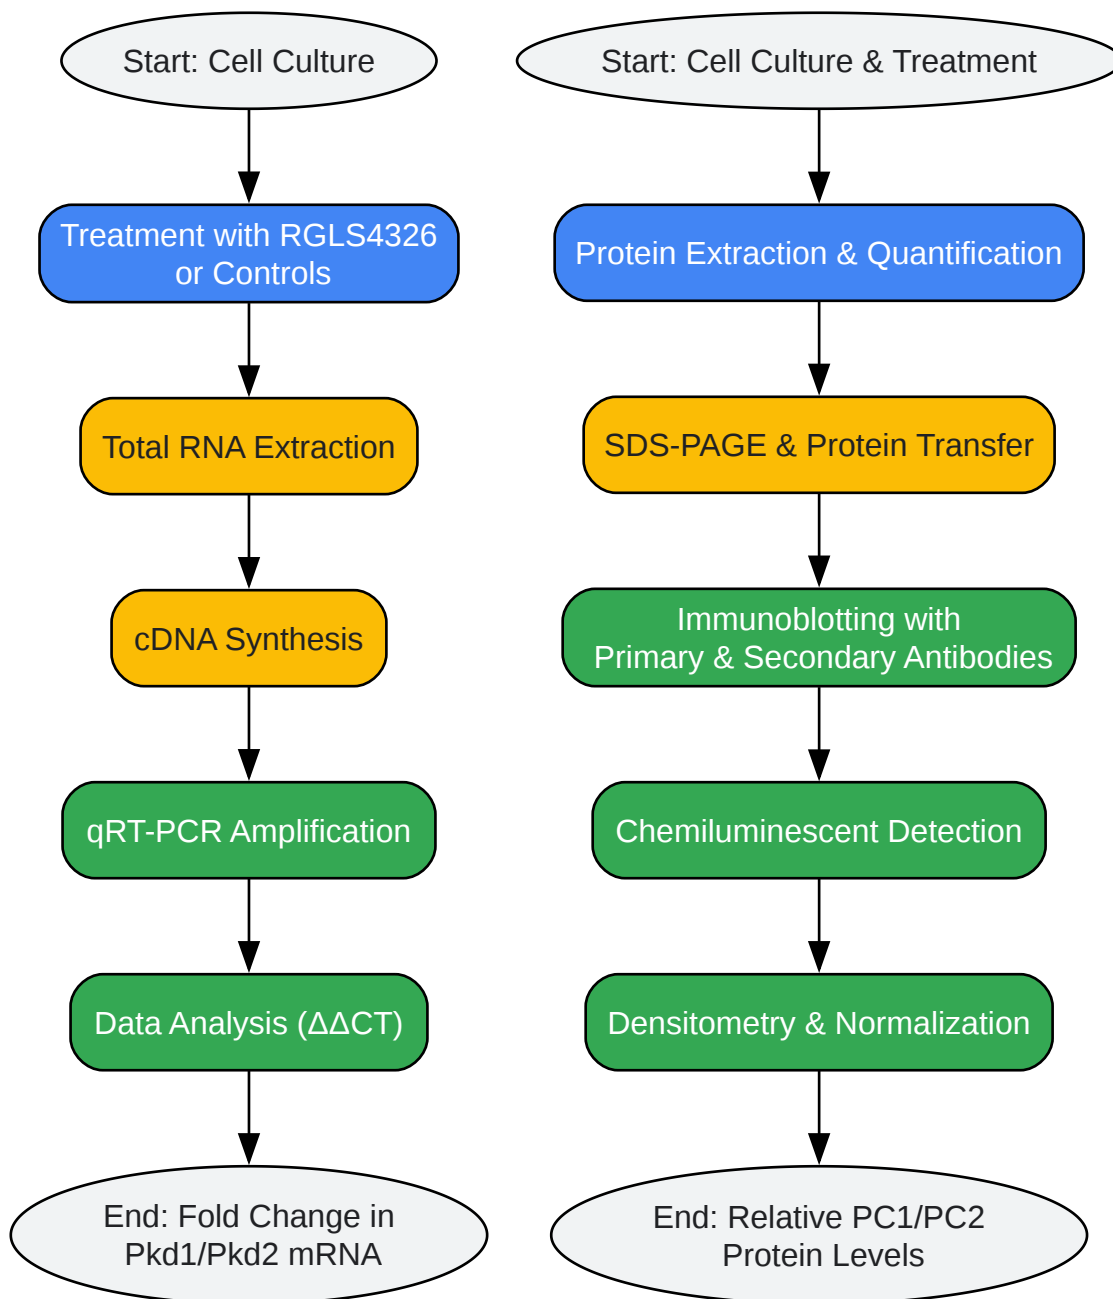 Start: Cell Culture
Treatment with RGLS4326
or Controls
Total RNA Extraction
cDNA Synthesis
qRT-PCR Amplification
Data Analysis (ΔΔCT)
End: Fold Change in
Pkd1/Pkd2 mRNA
Start: Cell Culture & Treatment
Protein Extraction & Quantification
SDS-PAGE & Protein Transfer
Immunoblotting with
Primary & Secondary Antibodies
Chemiluminescent Detection
Densitometry & Normalization
End: Relative PC1/PC2
Protein Levels